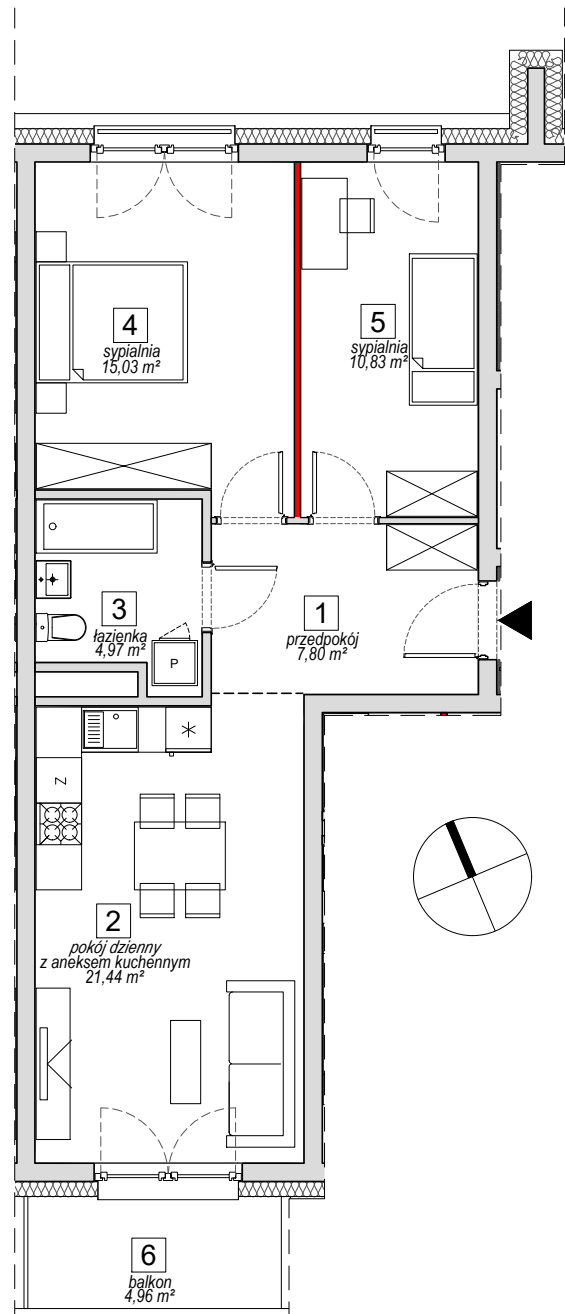 4
sypialnia
15,03 m²
5
sypialnia
10,83 m²
3
łazienka
4,97 m²
P
1
przedpokój
7,80 m²
Z
2
pokój dzienny
z aneksem kuchennym
21,44 m²
6
balkon
4,96 m²